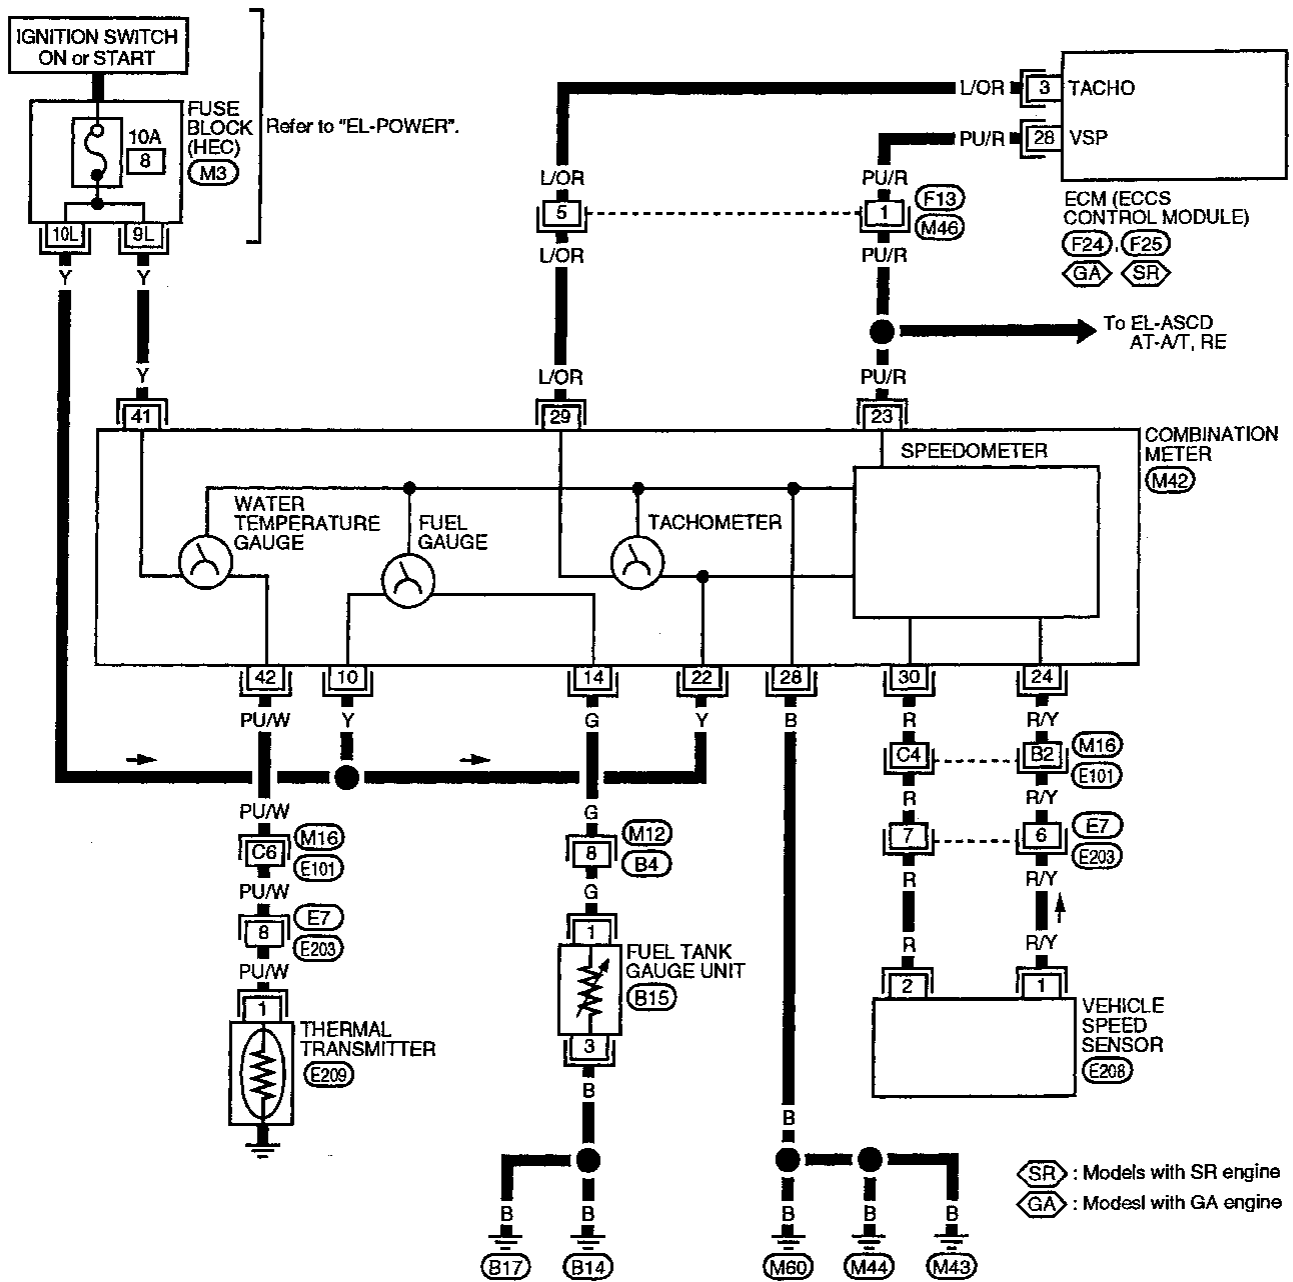 IGNITION SWITCH
ON or START
FUSE
BLOCK
(HEC)
M3
10A
8
Refer to "EL-POWER".
10L
9L
Y
Y
Y
41
L/OR
3
TACHO
PU/R
28
VSP
ECM (ECCS
CONTROL MODULE)
F24, F25
GA
SR
L/OR
5
L/OR
L/OR
29
PU/R
1
F13
M46
PU/R
To EL-ASCD
AT-A/T, RE
PU/R
23
COMBINATION
METER
M42
SPEEDOMETER
WATER
TEMPERATURE
GAUGE
FUEL
GAUGE
TACHOMETER
42
10
14
22
28
30
24
PU/W
Y
G
Y
B
R
R/Y
C4
B2
M16
E101
R
R/Y
7
6
E7
E203
R
R/Y
R
R/Y
2
1
VEHICLE
SPEED
SENSOR
E208
PU/W
C6
M16
E101
PU/W
8
E7
E203
PU/W
1
THERMAL
TRANSMITTER
E209
G
8
M12
B4
G
1
FUEL TANK
GAUGE UNIT
B15
3
B
B
B
B17
B14
B
B
B
B
M60
M44
M43
SR : Models with SR engine
GA : Modesl with GA engine